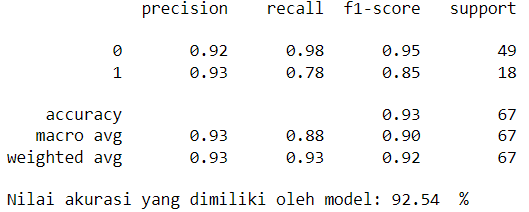 precision recall f1-score support
0 0.92 0.98 0.95 49
1 0.93 0.78 0.85 18
accuracy 0.93 67
macro avg 0.93 0.88 0.90 67
weighted avg 0.93 0.93 0.92 67
Nilai akurasi yang dimiliki oleh model: 92.54 %